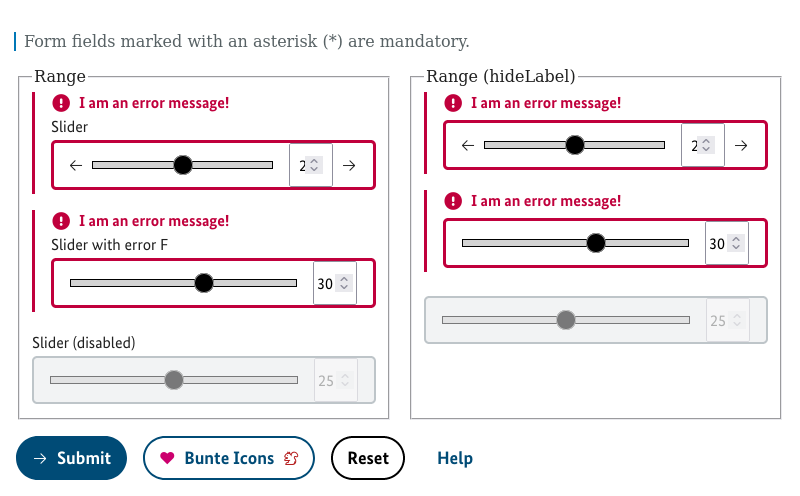 Form fields marked with an asterisk (*) are mandatory.
Range
I am an error message!
Slider
2
I am an error message!
Slider with error F
30
Slider (disabled)
25
Range (hideLabel)
I am an error message!
2
I am an error message!
30
25
Submit
Bunte Icons
Reset
Help